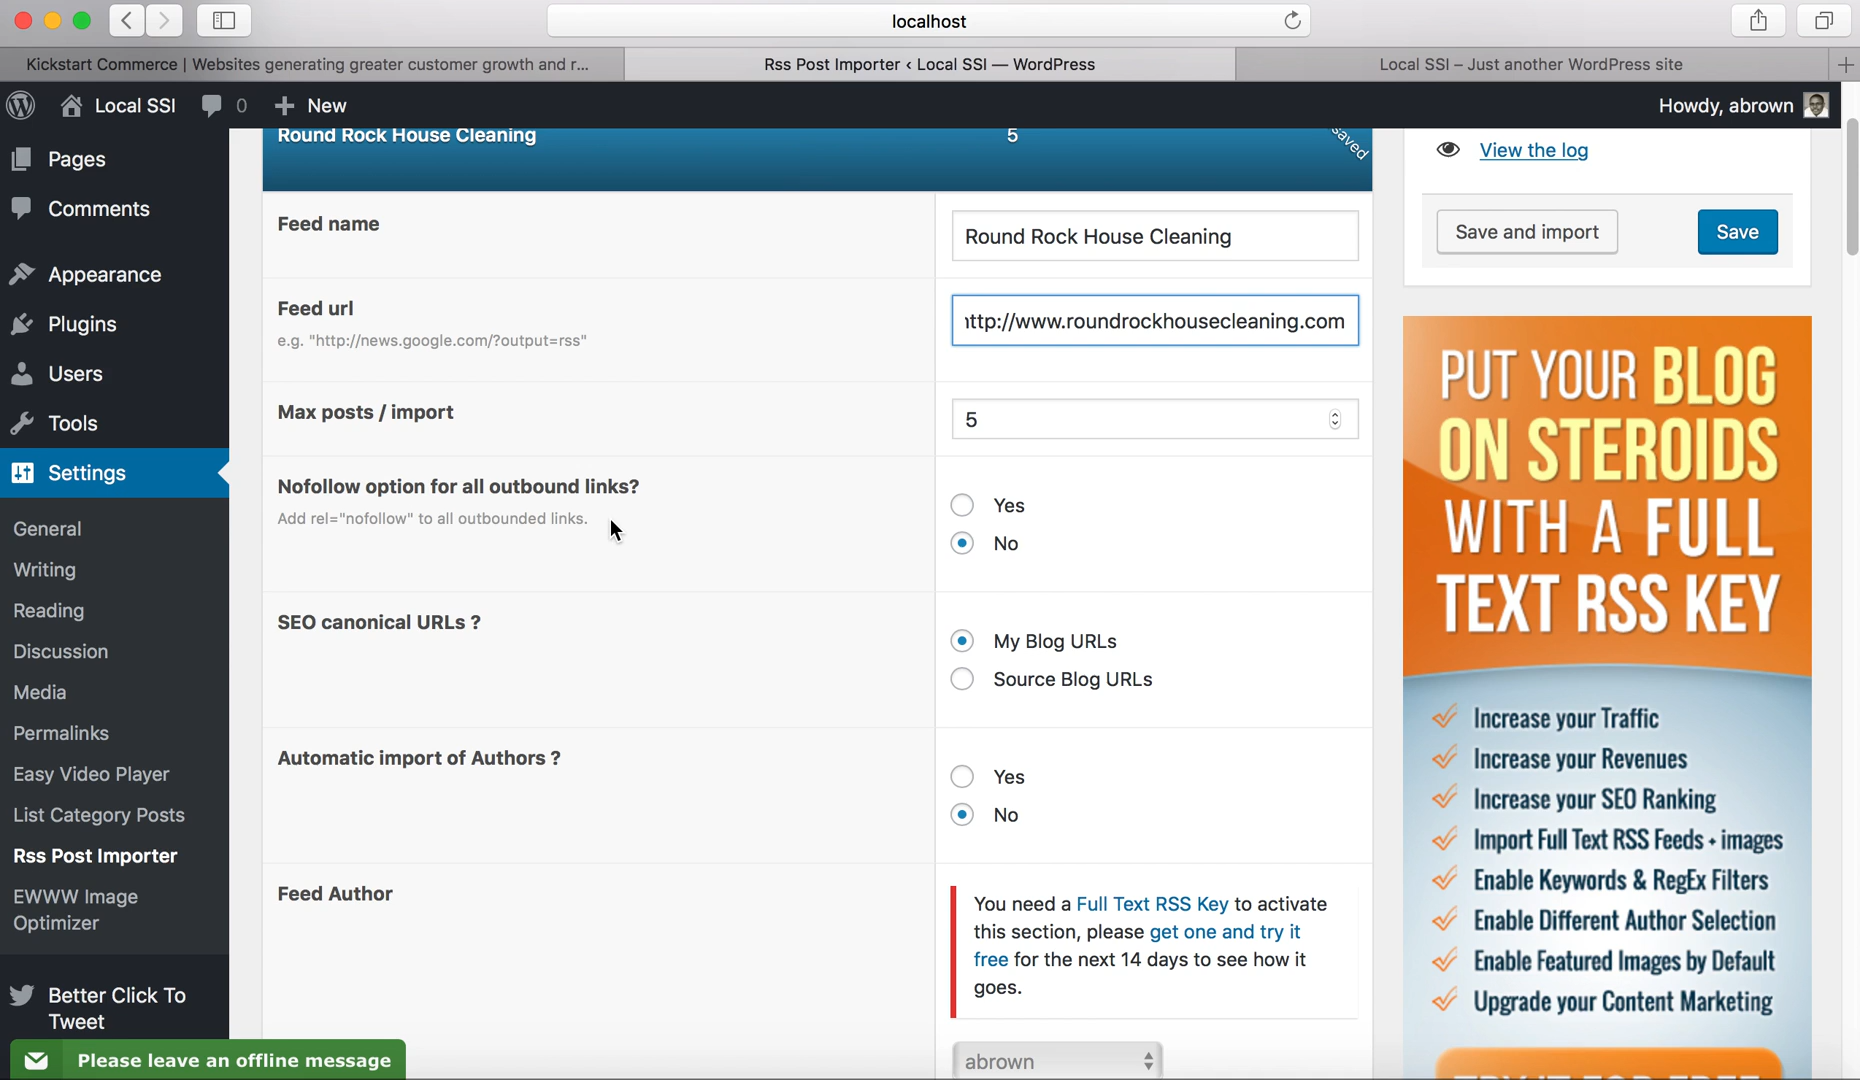 localhost
Kickstart Commerce | Websites generating greater customer growth and r...
Rss Post Importer ‹ Local SSI — WordPress
Local SSI – Just another WordPress site
Local SSI
0
New
Howdy, abrown
Pages
Comments
Appearance
Plugins
Users
Tools
Settings
General
Writing
Reading
Discussion
Media
Permalinks
Easy Video Player
List Category Posts
Rss Post Importer
EWWW Image
Optimizer
Better Click To
Tweet
Please leave an offline message
Round Rock House Cleaning
5
saved
Feed name
Round Rock House Cleaning
Feed url
e.g. "http://news.google.com/?output=rss"
ttp://www.roundrockhousecleaning.com
Max posts / import
5
Nofollow option for all outbound links?
Add rel="nofollow" to all outbounded links.
Yes
No
SEO canonical URLs ?
My Blog URLs
Source Blog URLs
Automatic import of Authors ?
Yes
No
Feed Author
You need a Full Text RSS Key to activate
this section, please get one and try it
free for the next 14 days to see how it
goes.
abrown
View the log
Save and import
Save
PUT YOUR BLOG
ON STEROIDS
WITH A FULL
TEXT RSS KEY
Increase your Traffic
Increase your Revenues
Increase your SEO Ranking
Import Full Text RSS Feeds + images
Enable Keywords & RegEx Filters
Enable Different Author Selection
Enable Featured Images by Default
Upgrade your Content Marketing
TRY IT FOR FREE